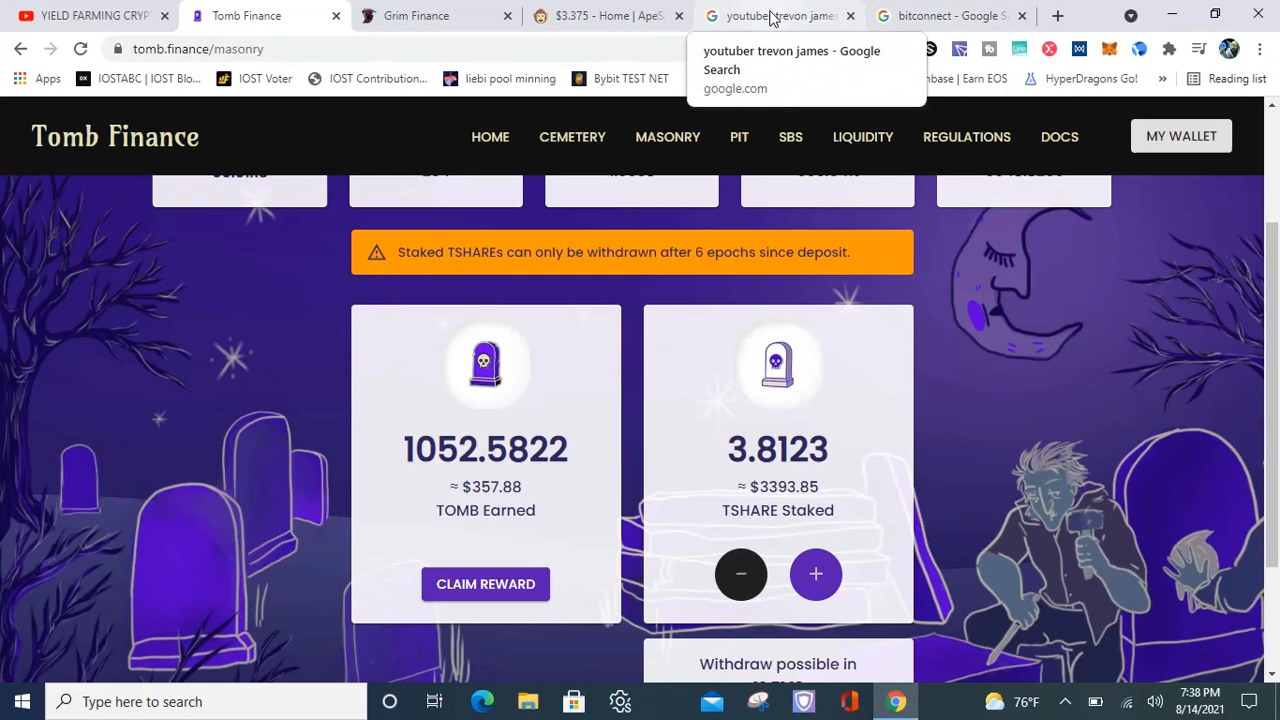 YIELD FARMING CRYPT
Tomb Finance
Grim Finance
$3.375 - Home | ApeS
youtuber trevon james
bitconnect - Google S
tomb.finance/masonry
youtuber trevon james - Google
Search
google.com
Apps
IOSTABC | IOST Blo...
IOST Voter
IOST Contribution...
liebi pool minning
Bybit TEST NET
nbase | Earn EOS
HyperDragons Go!
»
Reading list
Tomb Finance
HOME
CEMETERY
MASONRY
PIT
SBS
LIQUIDITY
REGULATIONS
DOCS
MY WALLET
Staked TSHAREs can only be withdrawn after 6 epochs since deposit.
1052.5822
≈ $357.88
TOMB Earned
CLAIM REWARD
3.8123
≈ $3393.85
TSHARE Staked
Withdraw possible in
Type here to search
76°F
7:38 PM
8/14/2021